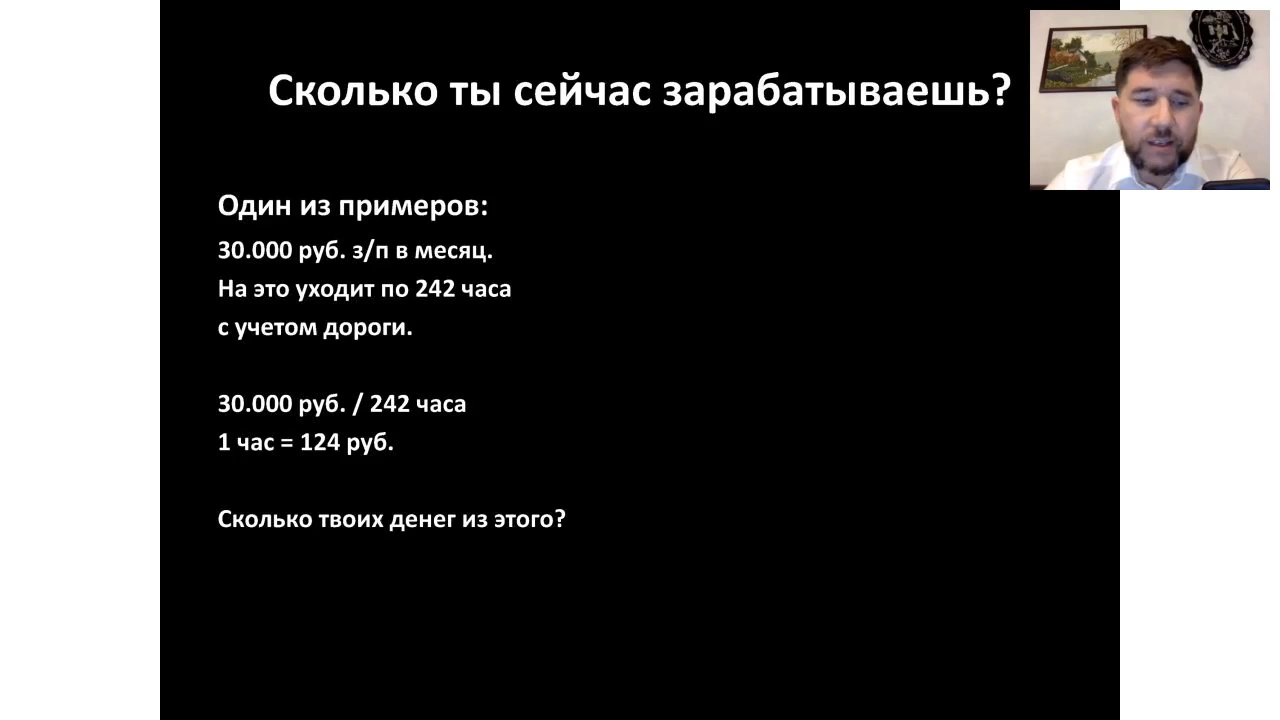 Сколько ты сейчас зарабатываешь?
Один из примеров:
30.000 руб. з/п в месяц.
На это уходит по 242 часа
с учетом дороги.
30.000 руб. / 242 часа
1 час = 124 руб.
Сколько твоих денег из этого?